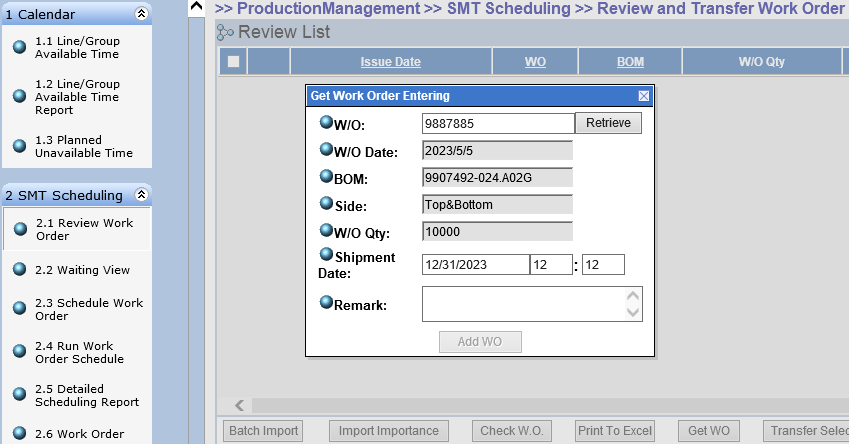 1 Calendar
1.1 Line/Group
Available Time
1.2 Line/Group
Available Time
Report
1.3 Planned
Unavailable Time
2 SMT Scheduling
2.1 Review Work
Order
2.2 Waiting View
2.3 Schedule Work
Order
2.4 Run Work
Order Schedule
2.5 Detailed
Scheduling Report
2.6 Work Order
>> ProductionManagement >> SMT Scheduling >> Review and Transfer Work Order
Review List
Issue Date WO BOM W/O Qty
Get Work Order Entering
W/O: 9887885 Retrieve
W/O Date: 2023/5/5
BOM: 9907492-024.A02G
Side: Top&Bottom
W/O Qty: 10000
Shipment
Date: 12/31/2023 12 : 12
Remark:
Add WO
Batch Import Import Importance Check W.O. Print To Excel Get WO Transfer Selec